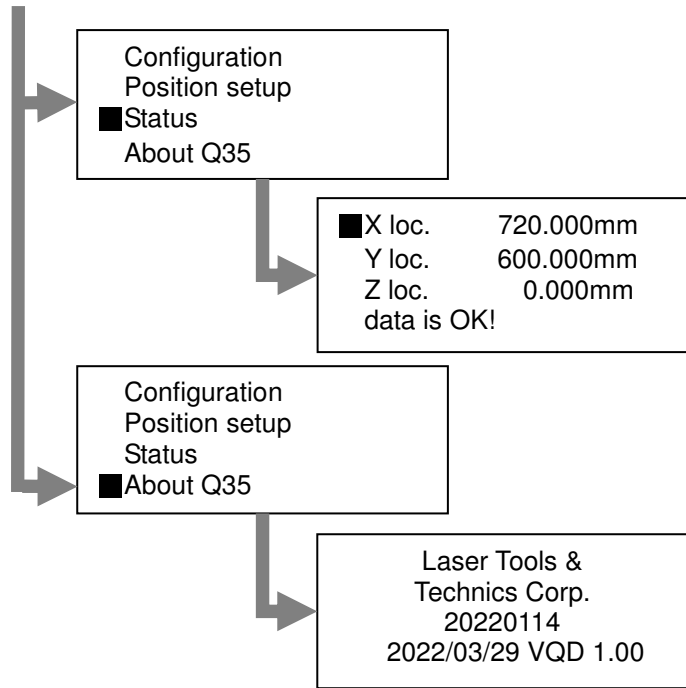 Configuration
Position setup
Status
About Q35
X loc. 720.000mm
Y loc. 600.000mm
Z loc. 0.000mm
data is OK!
Configuration
Position setup
Status
About Q35
Laser Tools &
Technics Corp.
20220114
2022/03/29 VQD 1.00